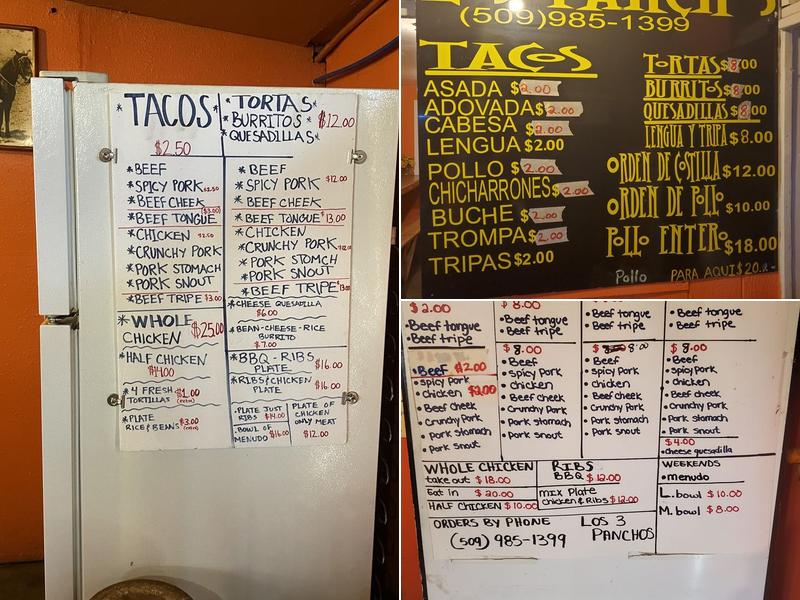 *TACOS*
$2.50
*TORTAS*
*BURRITOS*
*QUESADILLAS*
$12.00
*BEEF
*SPICY PORK $2.50
*BEEF CHEEK
($3.00)
*BEEF TONGUE
*CHICKEN $2.50
*CRUNCHY PORK
*PORK STOMACH
*PORK SNOUT
*BEEF TRIPE $3.00
*BEEF
*SPICY PORK $12.00
*BEEF CHEEK
*BEEF TONGUE $13.00
*CHICKEN
*CRUNCHY PORK
*PORK STOMCH
*PORK SNOUT
*BEEF TRIPE
*WHOLE CHICKEN $25.00
*HALF CHICKEN
$14.00
*4 FRESH TORTILLAS $1.00
*PLATE RICE & BEANS $3.00
*CHEESE QUESADILLA
$6.00
*BEAN-CHEESE-RICE
BURRITO
$7.00
*BBQ-RIBS PLATE $16.00
*RIBS & CHICKEN PLATE $16.00
*PLATE JUST RIBS $14.00
*BOWL OF MENUDO $16.00
PLATE OF CHICKEN ONLY MEAT
$12.00
(509)985-1399
TACOS
ASADA $2.00
ADOVADA $2.00
CABESA $2.00
LENGUA $2.00
POLLO $2.00
CHICHARRONES $2.00
BUCHE $2.00
TROMPA $2.00
TRIPAS $2.00
TORTAS $8.00
BURRITOS $8.00
QUESADILLAS $8.00
LENGUA Y TRIPA $8.00
ORDEN DE COSTILLA $12.00
ORDEN DE POLLO $10.00
POLLO ENTERO $18.00
Pollo PARA AQUI $20.
$2.00
•Beef tongue
•Beef tripe
•Beef $2.00
•Spicy Pork
•Chicken $2.00
•Beef cheek
•Crunchy Pork
•Pork stomach
•Pork snout
$8.00
•Beef tongue
•Beef tripe
$8.00
•Beef
•Spicy Pork
•chicken
•Beef cheek
•Crunchy Pork
•Pork stomach
•Pork snout
•Beef tongue
•Beef tripe
8.00
•Beef
•Spicy Pork
•chicken
•Beef cheek
•Crunchy Pork
•Pork stomach
•Pork snout
•Beef tongue
•Beef tripe
$8.00
•Beef
•Spicy Pork
•chicken
•Beef cheek
•Crunchy Pork
•Pork stomach
•Pork snout
$4.00
•cheese quesadilla
WHOLE CHICKEN
take out $18.00
Eat in $20.00
HALF CHICKEN $10.00
RIBS
BBQ $12.00
mix Plate
chicken & Ribs $12.00
WEEKENDS
•menudo
L. bowl $10.00
M. bowl $8.00
ORDERS BY PHONE
(509) 985-1399
LOS 3
PANCHOS